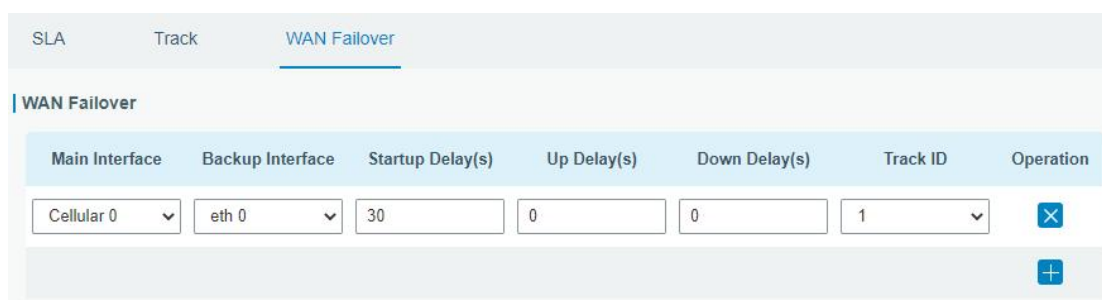 SLA Track WAN Failover
WAN Failover
Main Interface Backup Interface Startup Delay(s) Up Delay(s) Down Delay(s) Track ID Operation
Cellular 0 eth 0 30 0 0 1